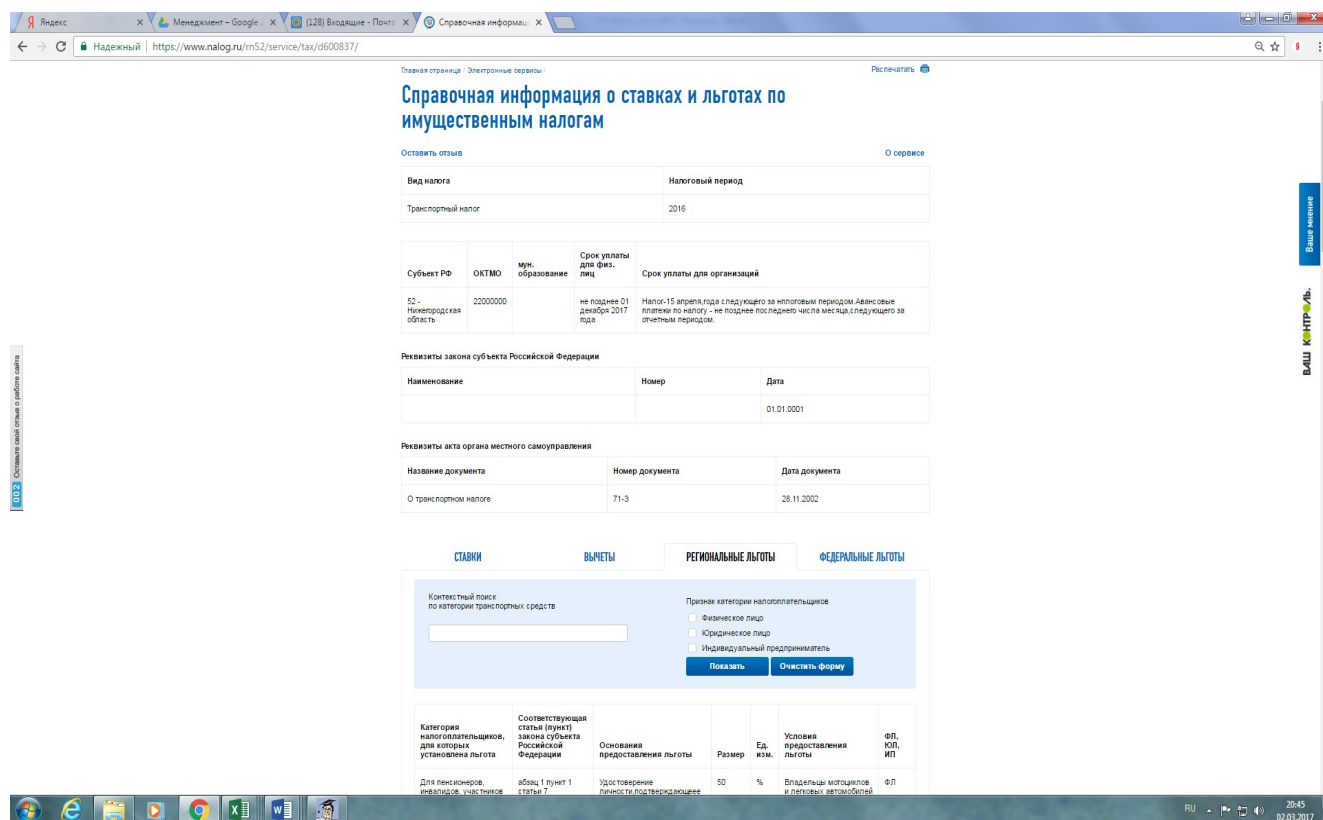 Яндекс
Менеджмент – Google
(128) Входящие - Почта
Справочная информац
Надежный
https://www.nalog.ru/rn52/service/tax/d600837/
Главная страница / Электронные сервисы /
Распечатать
Справочная информация о ставках и льготах по
имущественным налогам
Оставить отзыв
О сервисе
Вид налога
Налоговый период
Транспортный налог
2016
Субъект РФ
ОКТМО
мун.
образование
Срок уплаты
для физ.
лиц
Срок уплаты для организаций
52 -
Нижегородская
область
22000000
не позднее 01
декабря 2017
года
Налог-15 апреля,года следующего за нплоговым периодом.Авансовые
платежи по налогу - не позднее последнего числа месяца,следующего за
отчетным периодом.
Реквизиты закона субъекта Российской Федерации
Наименование
Номер
Дата
01.01.0001
Реквизиты акта органа местного самоуправления
Название документа
Номер документа
Дата документа
О транспортном налоге
71-3
28.11.2002
СТАВКИ
ВЫЧЕТЫ
РЕГИОНАЛЬНЫЕ ЛЬГОТЫ
ФЕДЕРАЛЬНЫЕ ЛЬГОТЫ
Контекстный поиск
по категории транспортных средств
Признак категории налогоплательщиков
Физическое лицо
Юридическое лицо
Индивидуальный предприниматель
Показать
Очистить форму
Категория
налогоплательщиков,
для которых
установлена льгота
Соответствующая
статья (пункт)
закона субъекта
Российской
Федерации
Основания
предоставления льготы
Размер
Ед.
изм.
Условия
предоставления
льготы
ФЛ,
ЮЛ,
ИП
Для пенсионеров,
инвалидов, участников
абзац 1 пункт 1
статьи 7
Удостоверение
личности,подтверждающеее
50
%
Владельцы мотоциклов
и легковых автомобилей
ФЛ
Ваше мнение
ВАШ КОНТРОЛЬ.
002 Оставьте свой отзыв о работе сайта
RU
20:45
02.03.2017